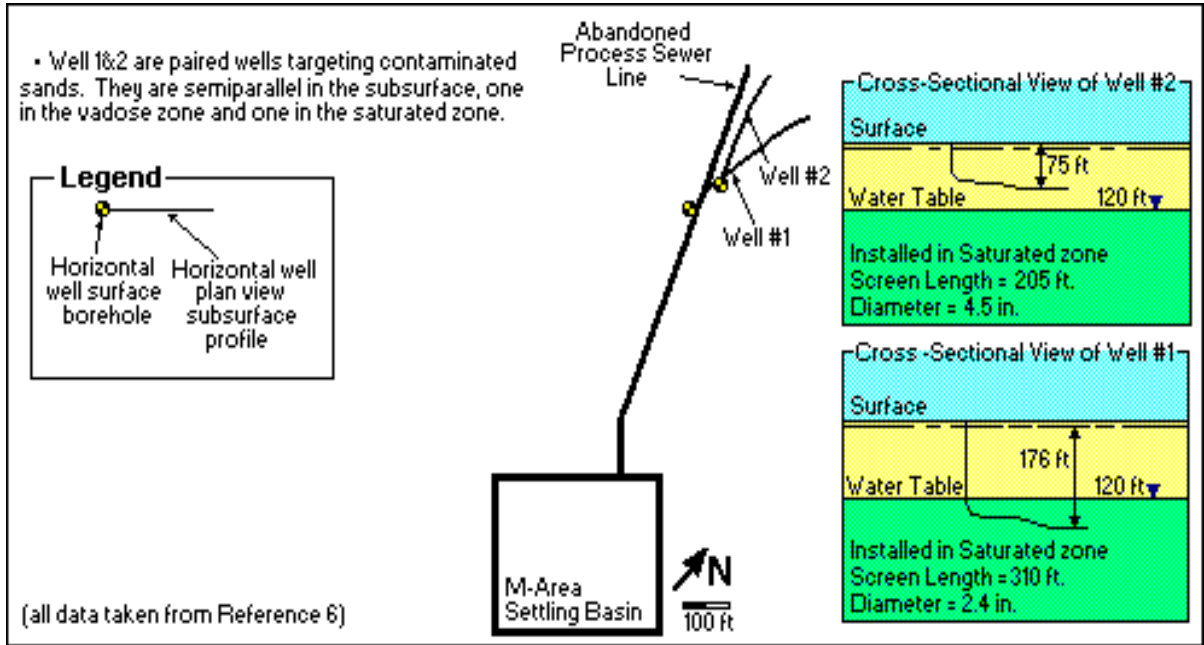 • Well 1&2 are paired wells targeting contaminated
sands. They are semiparallel in the subsurface, one
in the vadose zone and one in the saturated zone.
Legend
Horizontal
well surface
borehole
Horizontal well
plan view
subsurface
profile
(all data taken from Reference 6)
Abandoned
Process Sewer
Line
Well #2
Well #1
M-Area
Settling Basin
N
100 ft
Cross-Sectional View of Well #2
Surface
75 ft
Water Table
120 ft
Installed in Saturated zone
Screen Length = 205 ft.
Diameter = 4.5 in.
Cross-Sectional View of Well #1
Surface
176 ft
Water Table
120 ft
Installed in Saturated zone
Screen Length =310 ft.
Diameter = 2.4 in.